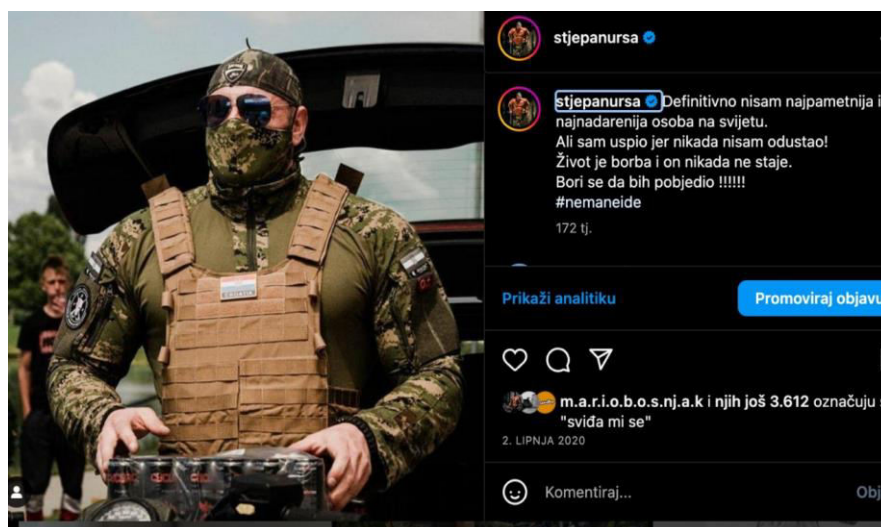 stjepanursa
stjepanursa Definitivno nisam najpametnija i
najnadarenija osoba na svijetu.
Ali sam uspio jer nikada nisam odustao!
Život je borba i on nikada ne staje.
Bori se da bih pobjedio !!!!!!
#nemaneide
172 tj.
Prikaži analitiku
Promoviraj objavu
m.a.r.i.o.b.o.s.nj.a.k i njih još 3.612 označuju s
"sviđa mi se"
2. LIPNJA 2020
Komentiraj...
Obj
CROATIA